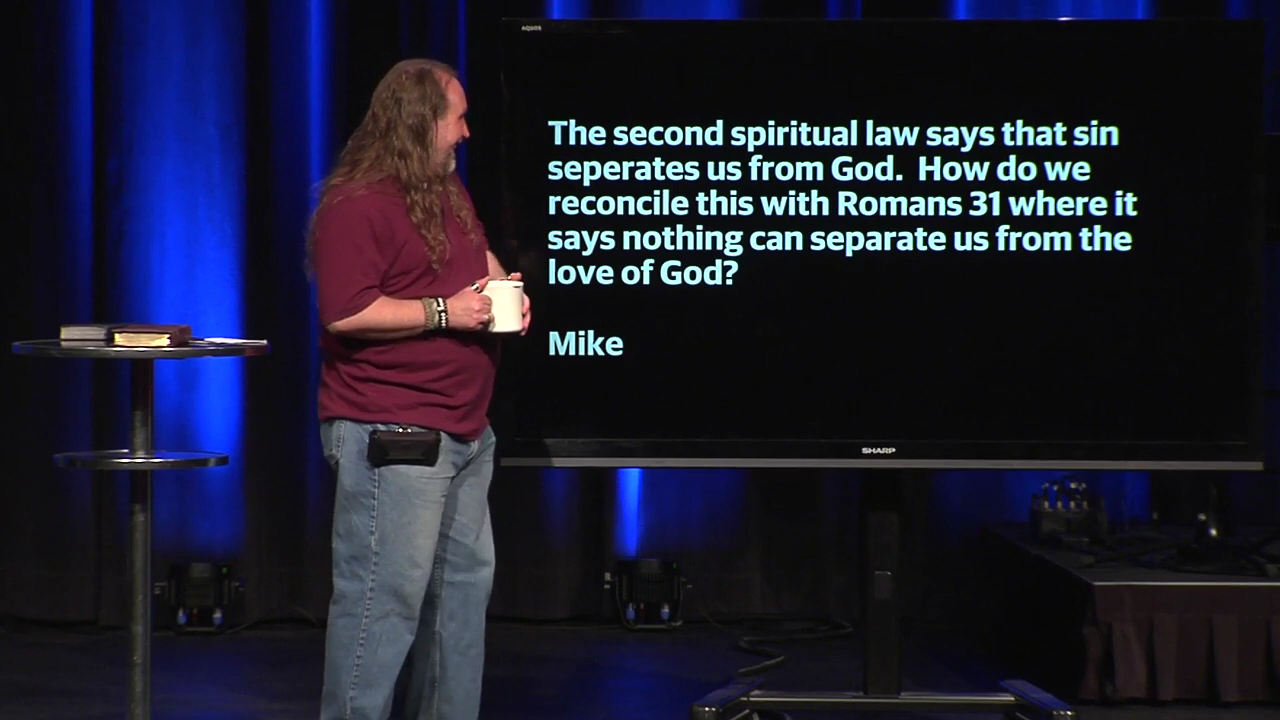 AQUOS
The second spiritual law says that sin
seperates us from God.  How do we
reconcile this with Romans 31 where it
says nothing can separate us from the
love of God?
Mike
SHARP